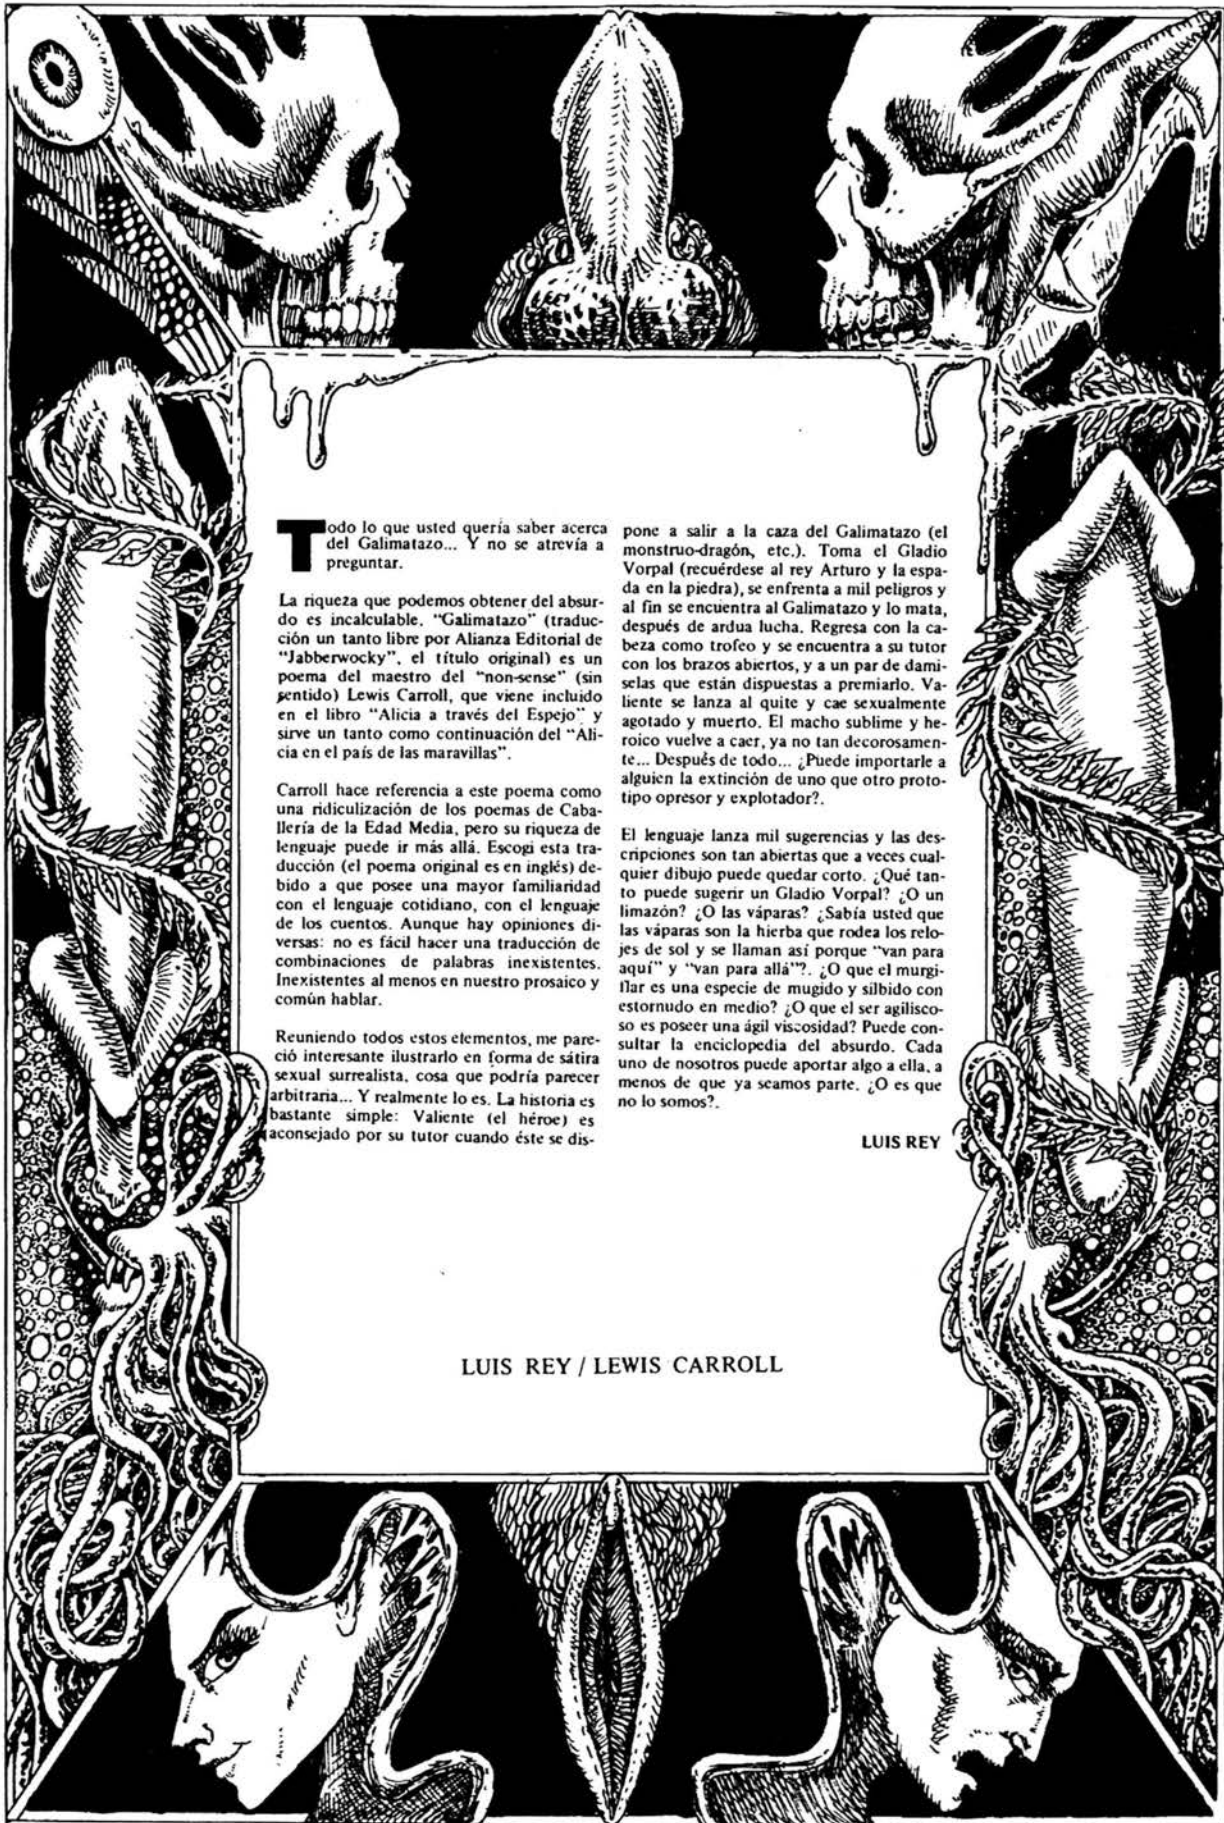 Todo lo que usted quería saber acerca
del Galimatazo... Y no se atrevía a
preguntar.
La riqueza que podemos obtener del absur-
do es incalculable. “Galimatazo” (traduc-
ción un tanto libre por Alianza Editorial de
“Jabberwocky”, el título original) es un
poema del maestro del “non-sense” (sin
sentido) Lewis Carroll, que viene incluido
en el libro “Alicia a través del Espejo” y
sirve un tanto como continuación del “Ali-
cia en el país de las maravillas”.
Carroll hace referencia a este poema como
una ridiculización de los poemas de Caba-
llería de la Edad Media, pero su riqueza de
lenguaje puede ir más allá. Escogi esta tra-
ducción (el poema original es en inglés) de-
bido a que posee una mayor familiaridad
con el lenguaje cotidiano, con el lenguaje
de los cuentos. Aunque hay opiniones di-
versas: no es fácil hacer una traducción de
combinaciones de palabras inexistentes.
Inexistentes al menos en nuestro prosaico y
común hablar.
Reuniendo todos estos elementos, me pare-
ció interesante ilustrarlo en forma de sátira
sexual surrealista, cosa que podría parecer
arbitraria... Y realmente lo es. La historia es
bastante simple: Valiente (el héroe) es
aconsejado por su tutor cuando éste se dis-
pone a salir a la caza del Galimatazo (el
monstruo-dragón, etc.). Toma el Gladio
Vorpal (recuérdese al rey Arturo y la espa-
da en la piedra), se enfrenta a mil peligros y
al fin se encuentra al Galimatazo y lo mata,
después de ardua lucha. Regresa con la ca-
beza como trofeo y se encuentra a su tutor
con los brazos abiertos, y a un par de dami-
selas que están dispuestas a premiarlo. Va-
liente se lanza al quite y cae sexualmente
agotado y muerto. El macho sublime y he-
roico vuelve a caer, ya no tan decorosamen-
te... Después de todo... ¿Puede importarle a
alguien la extinción de uno que otro proto-
tipo opresor y explotador?.
El lenguaje lanza mil sugerencias y las des-
cripciones son tan abiertas que a veces cual-
quier dibujo puede quedar corto. ¿Qué tan-
to puede sugerir un Gladio Vorpal? ¿O un
limazón? ¿O las váparas? ¿Sabía usted que
las váparas son la hierba que rodea los relo-
jes de sol y se llaman así porque “van para
aquí” y “van para allá”?. ¿O que el murgi-
llar es una especie de mugido y silbido con
estornudo en medio? ¿O que el ser agilisco-
so es poseer una ágil viscosidad? Puede con-
sultar la enciclopedia del absurdo. Cada
uno de nosotros puede aportar algo a ella, a
menos de que ya seamos parte. ¿O es que
no lo somos?.
LUIS REY
LUIS REY / LEWIS CARROLL